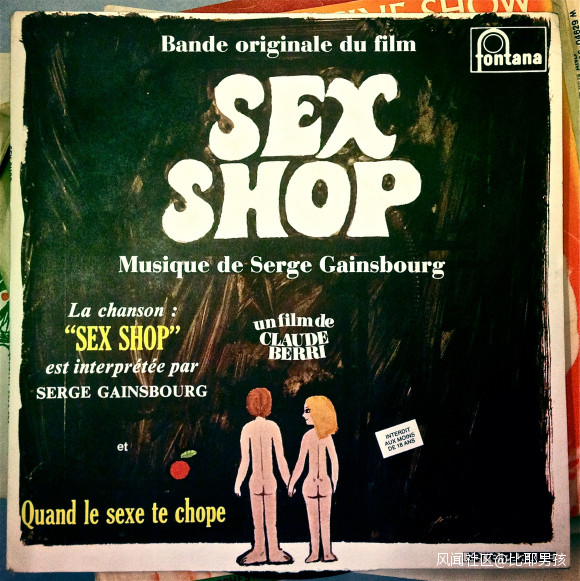 Bande originale du film
fontana
SEX
SHOP
Musique de Serge Gainsbourg
La chanson :
“SEX SHOP”
est interprétée par
SERGE GAINSBOURG
un film de
CLAUDE
BERRI
et
INTERDIT
AUX MOINS
DE 18 ANS
Quand le sexe te chope
SHOW
风闻社区@比耶男孩